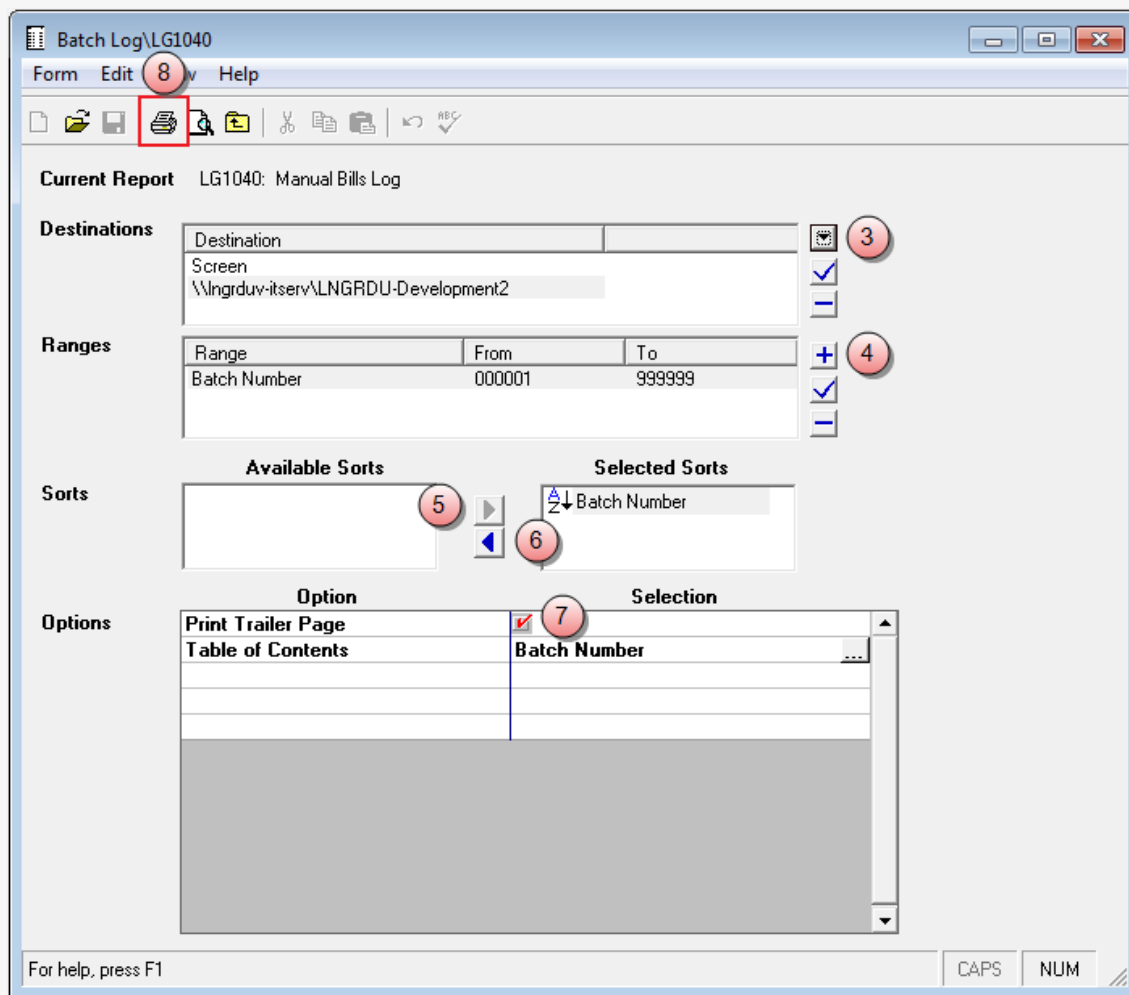 Batch Log\LG1040
Form Edit 8 w Help
ABC
Current Report LG1040: Manual Bills Log
Destinations Destination 3
Screen
\\lngrduv-itserv\LNGRDU-Development2
Ranges Range From To 4
Batch Number 000001 999999
Available Sorts Selected Sorts
Sorts 5 AZ Batch Number
6
Option Selection
Options Print Trailer Page 7
Table of Contents Batch Number ...
For help, press F1 CAPS NUM